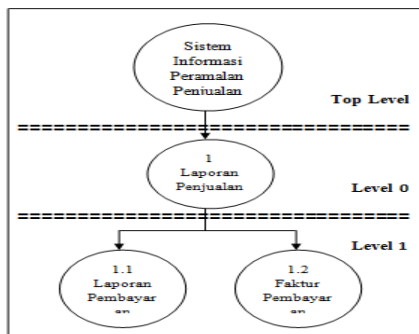 Sistem
Informasi
Peramalan
Penjualan
Top Level
1
Laporan
Penjualan
Level 0
Level 1
1.1
Laporan
Pembayar
an
1.2
Faktur
Pembayar
an